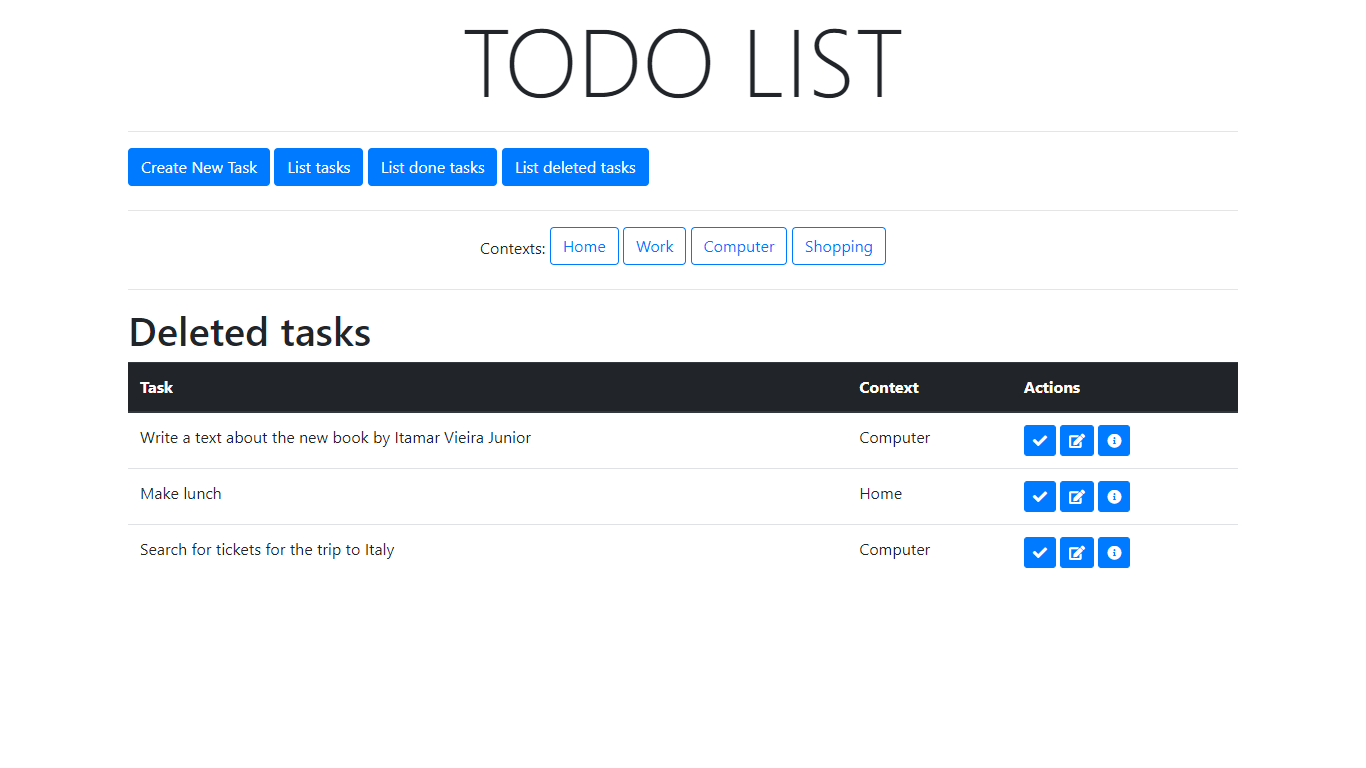 TODO LIST
Create New Task List tasks List done tasks List deleted tasks
Contexts: Home Work Computer Shopping
Deleted tasks
Task Context Actions
Write a text about the new book by Itamar Vieira Junior Computer
Make lunch Home
Search for tickets for the trip to Italy Computer